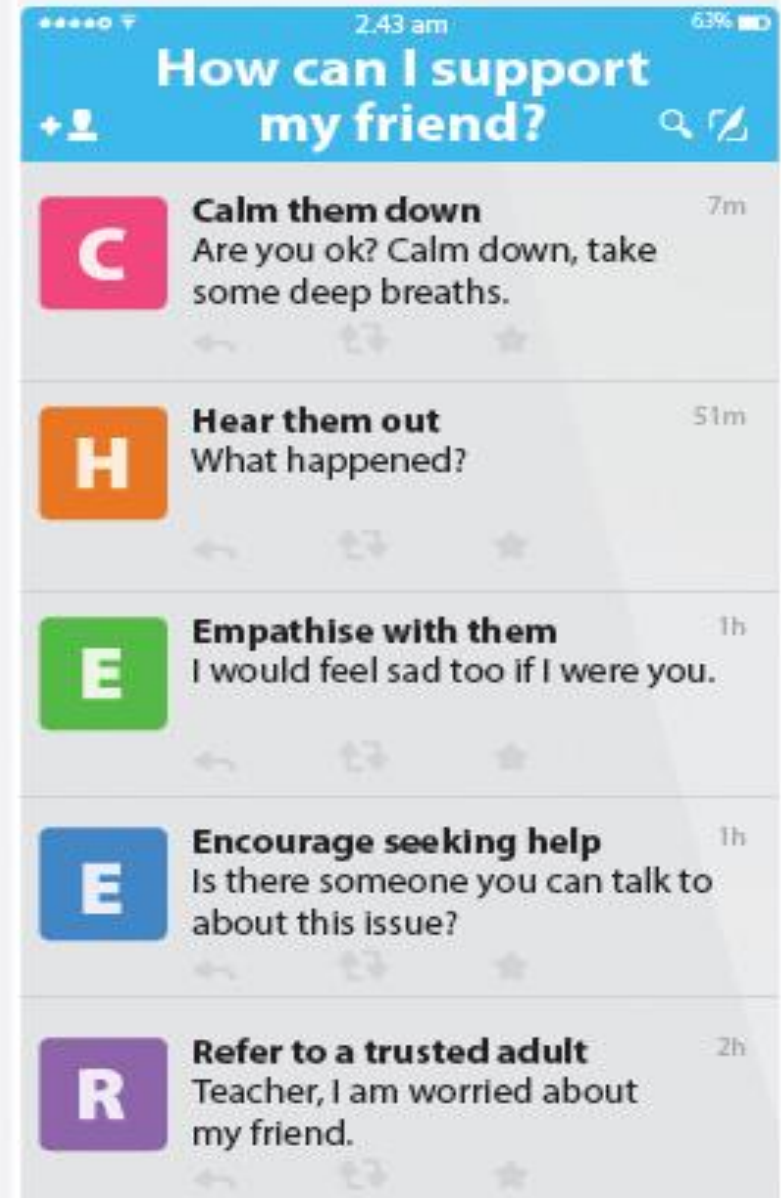 2.43 am
63%
How can I support
my friend?
C
Calm them down
7m
Are you ok? Calm down, take
some deep breaths.
H
Hear them out
51m
What happened?
E
Empathise with them
1h
I would feel sad too if I were you.
E
Encourage seeking help
1h
Is there someone you can talk to
about this issue?
R
Refer to a trusted adult
2h
Teacher, I am worried about
my friend.